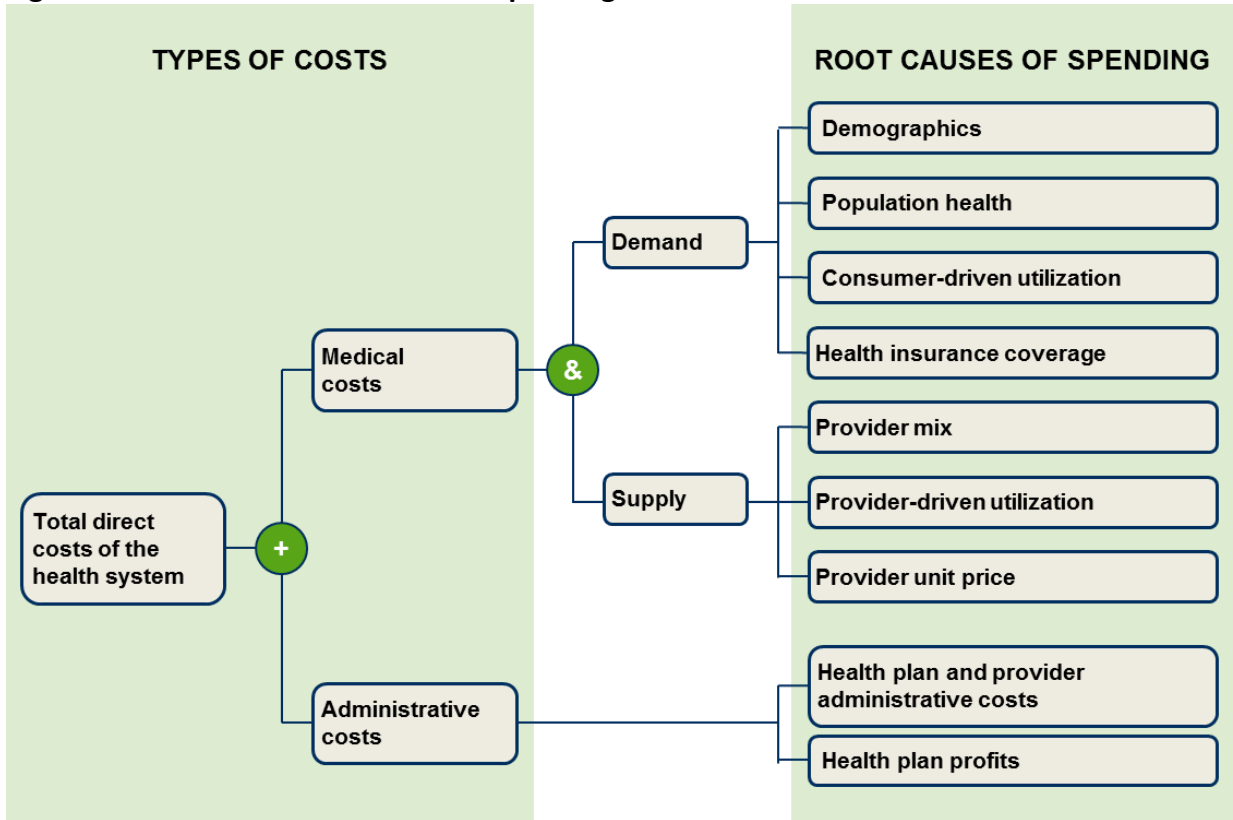 TYPES OF COSTS
ROOT CAUSES OF SPENDING
Demographics
Population health
Demand
Consumer-driven utilization
Medical
costs
&
Health insurance coverage
Provider mix
Supply
Provider-driven utilization
Total direct
costs of the
health system
+
Provider unit price
Administrative
costs
Health plan and provider
administrative costs
Health plan profits